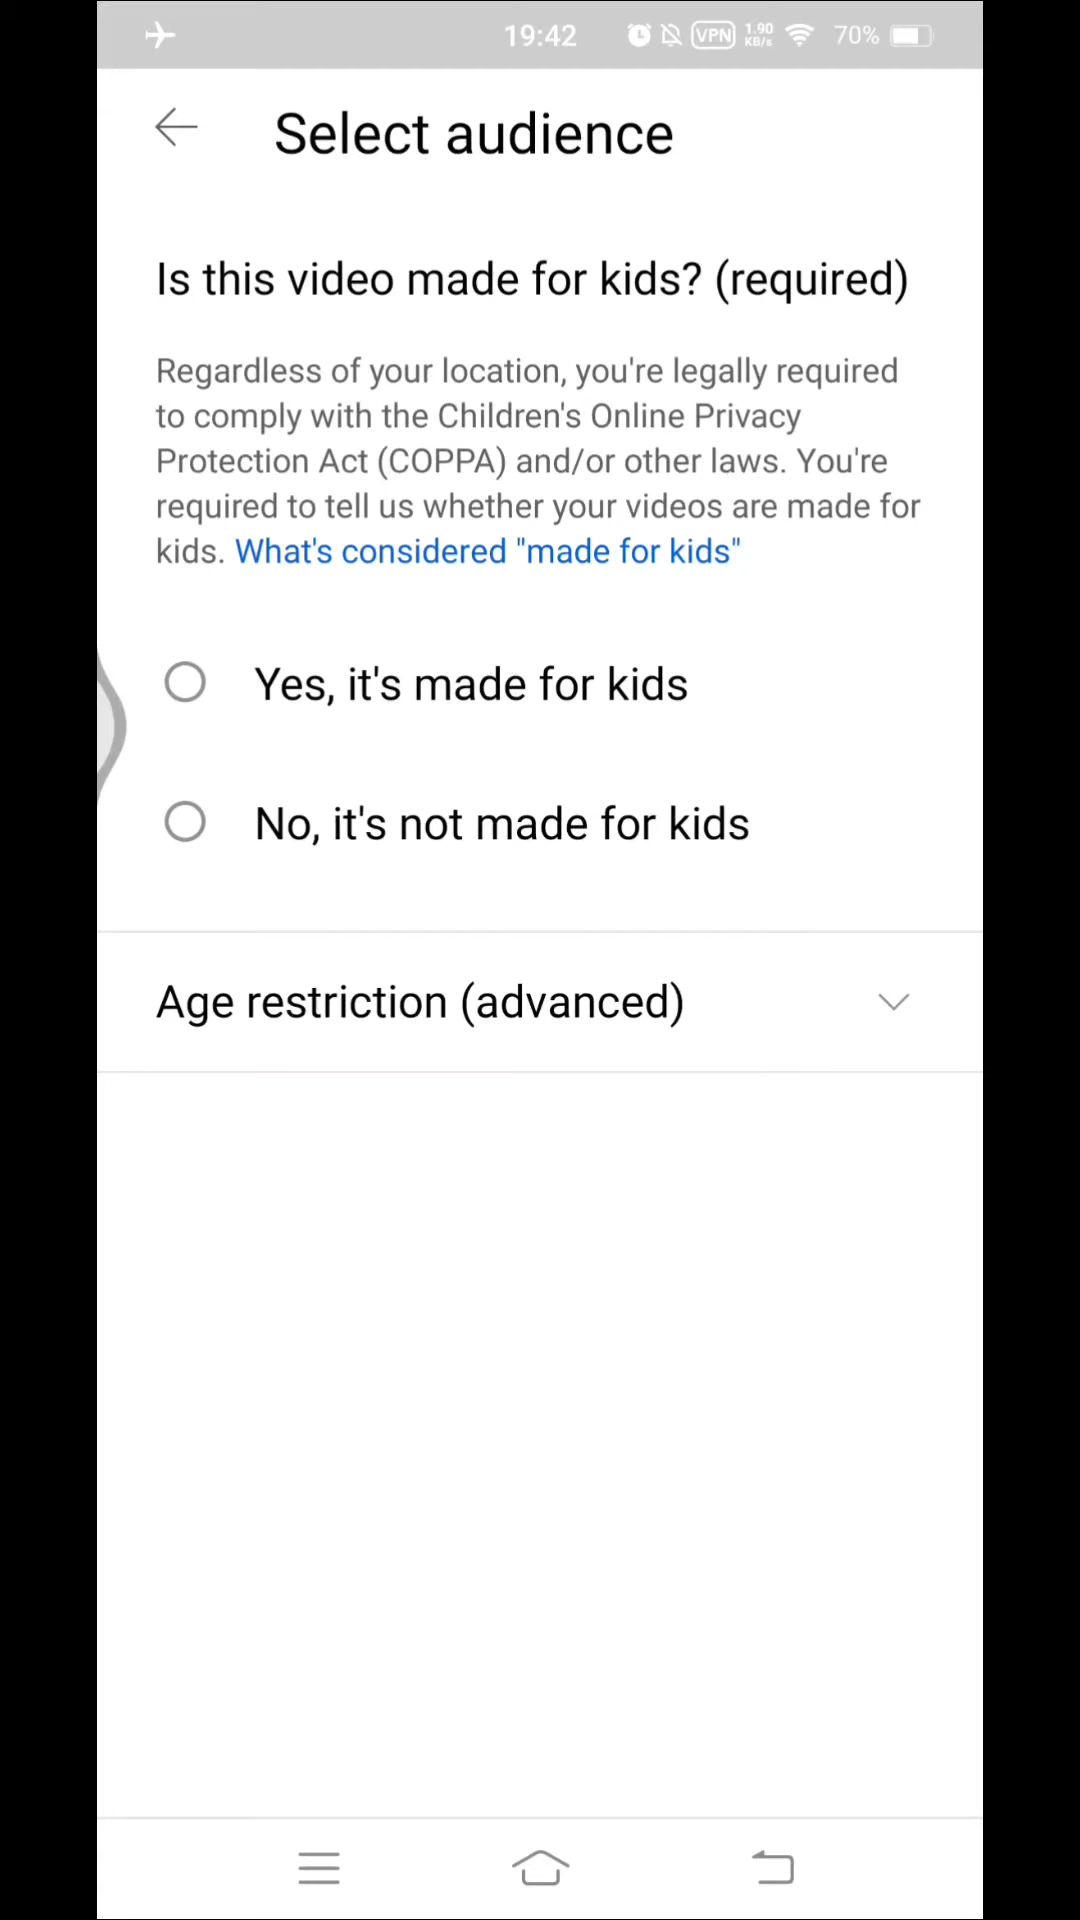 19:42 VPN 1.90 KB/s 70%
Select audience
Is this video made for kids? (required)
Regardless of your location, you're legally required
to comply with the Children's Online Privacy
Protection Act (COPPA) and/or other laws. You're
required to tell us whether your videos are made for
kids. What's considered "made for kids"
Yes, it's made for kids
No, it's not made for kids
Age restriction (advanced)